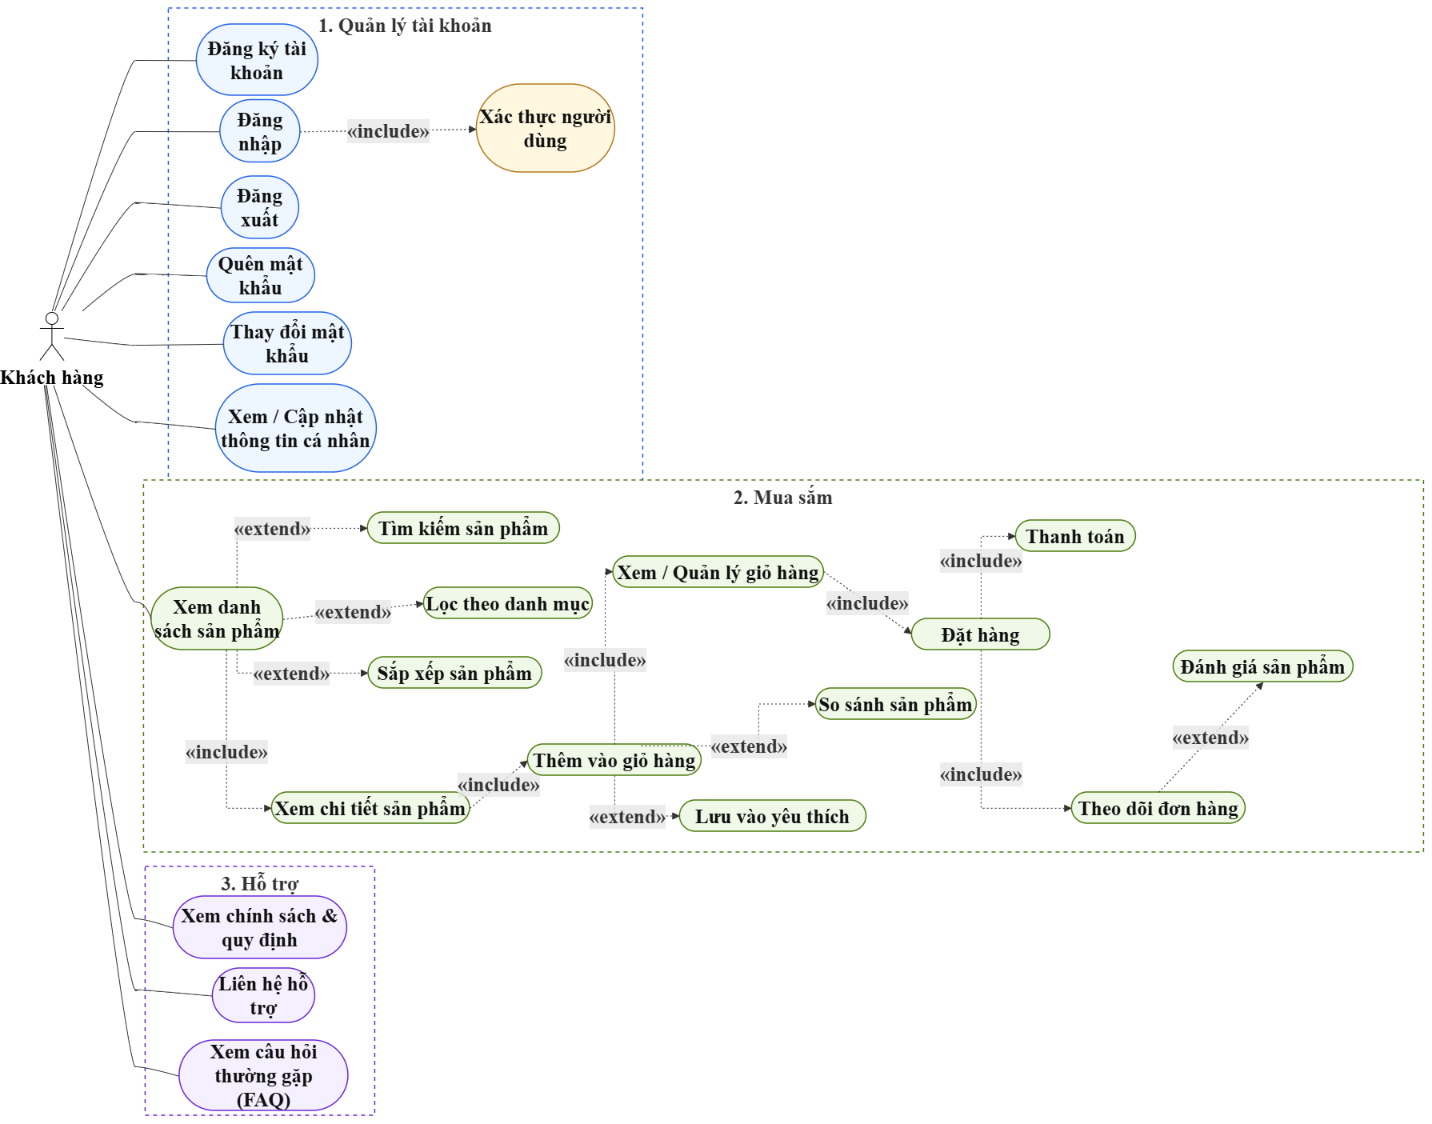 1. Quản lý tài khoản
Đăng ký tài
khoản
Đăng
nhập
«include»
Xác thực người
dùng
Đăng
xuất
Quên mật
khẩu
Thay đổi mật
khẩu
Khách hàng
Xem / Cập nhật
thông tin cá nhân
2. Mua sắm
«extend»
Tìm kiếm sản phẩm
Thanh toán
«include»
Xem / Quản lý giỏ hàng
Xem danh
sách sản phẩm
«extend»
Lọc theo danh mục
«include»
Đặt hàng
«include»
Đánh giá sản phẩm
«extend»
Sắp xếp sản phẩm
So sánh sản phẩm
«extend»
«include»
«extend»
Thêm vào giỏ hàng
«include»
«include»
Xem chi tiết sản phẩm
«extend»
Lưu vào yêu thích
Theo dõi đơn hàng
3. Hỗ trợ
Xem chính sách &
quy định
Liên hệ hỗ
trợ
Xem câu hỏi
thường gặp
(FAQ)